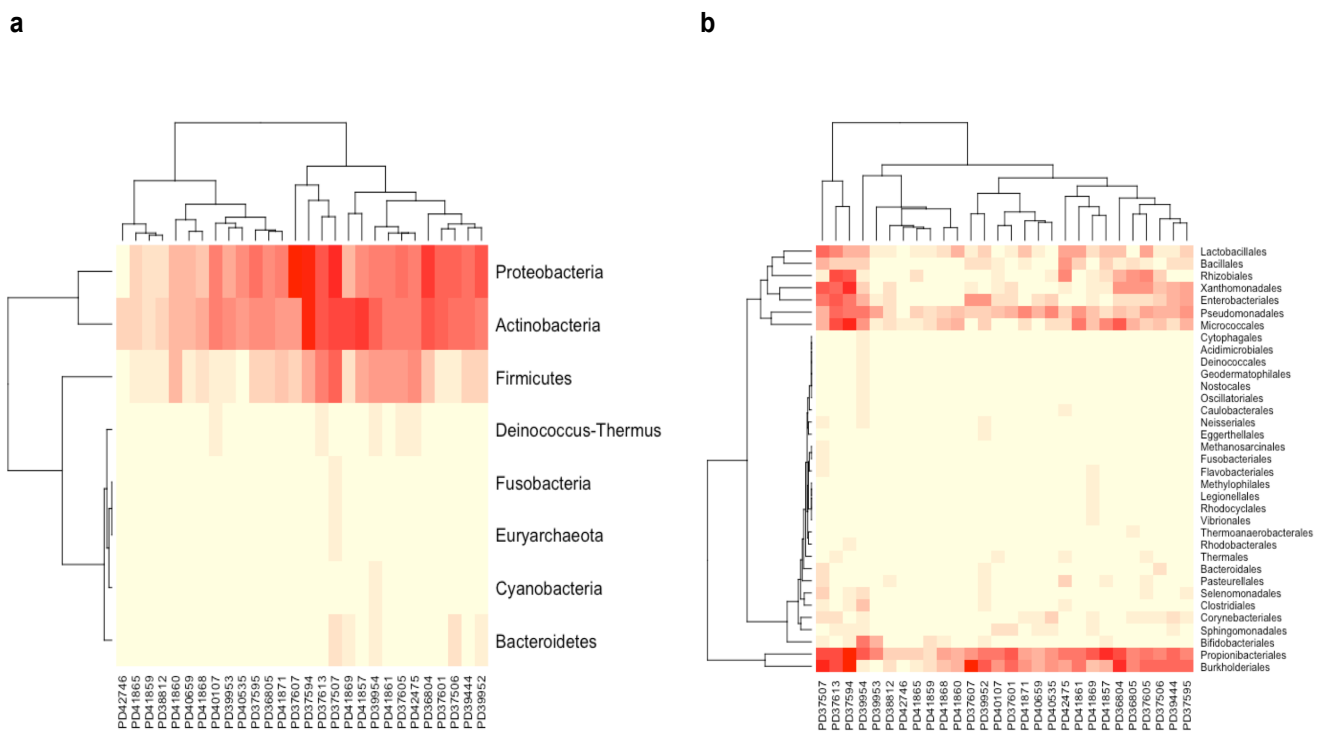 a
b
Proteobacteria
Actinobacteria
Firmicutes
Deinococcus-Thermus
Fusobacteria
Euryarchaeota
Cyanobacteria
Bacteroidetes
PD42746
PD41865
PD41859
PD38812
PD41860
PD40659
PD41868
PD40107
PD39953
PD40535
PD37595
PD36805
PD41871
PD37607
PD37594
PD37613
PD37507
PD41869
PD41857
PD39954
PD41861
PD37605
PD42475
PD36804
PD37601
PD37506
PD39444
PD39952
Lactobacillales
Bacillales
Rhizobiales
Xanthomonadales
Enterobacteriales
Pseudomonadales
Micrococcales
Cytophagales
Acidimicrobiales
Deinococcales
Geodermatophilales
Nostocales
Oscillatoriales
Caulobacterales
Neisseriales
Eggerthellales
Methanosarcinales
Fusobacteriales
Flavobacteriales
Methylophilales
Legionellales
Rhodocyclales
Vibrionales
Thermoanaerobacterales
Rhodobacterales
Thermales
Bacteroidales
Pasteurellales
Selenomonadales
Clostridiales
Corynebacteriales
Sphingomonadales
Bifidobacteriales
Propionibacteriales
Burkholderiales
PD37507
PD37613
PD37594
PD39954
PD39953
PD38812
PD42746
PD41865
PD41859
PD41868
PD41860
PD37607
PD39952
PD40107
PD37601
PD41871
PD40659
PD40535
PD42475
PD41861
PD41869
PD41857
PD36804
PD36805
PD37605
PD37506
PD39444
PD37595